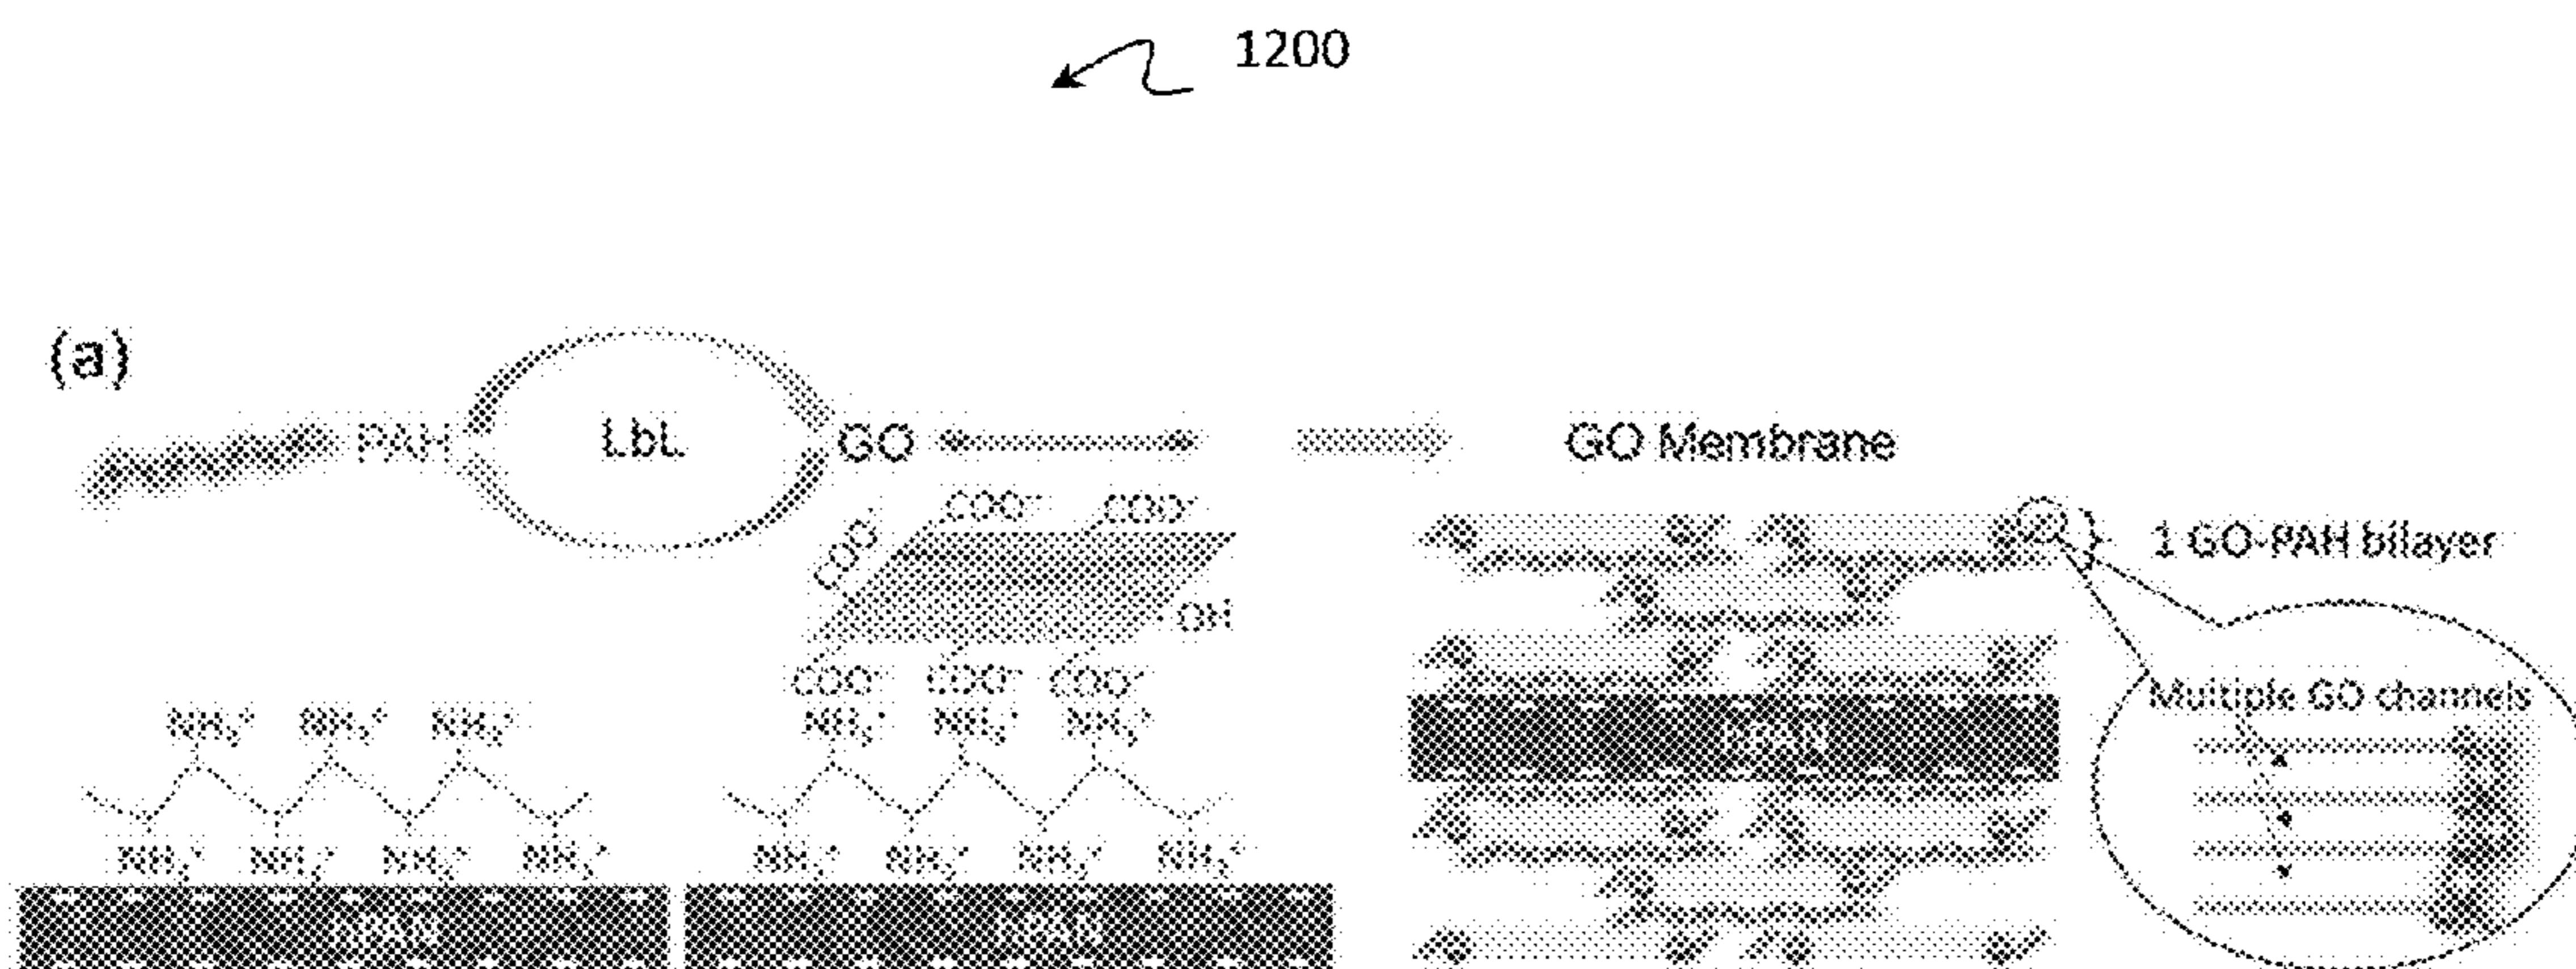 1200
(a)
PAH LbL GO GO Membrane
COO⁻ COO⁻
COO⁻
1 GO-PAH bilayer
OH
COO⁻ COO⁻ COO⁻
Multiple GO channels
NH₃⁺ NH₃⁺ NH₃⁺ NH₃⁺ NH₃⁺ NH₃⁺
NH₃⁺ NH₃⁺ NH₃⁺ NH₃⁺ NH₃⁺ NH₃⁺ NH₃⁺ NH₃⁺